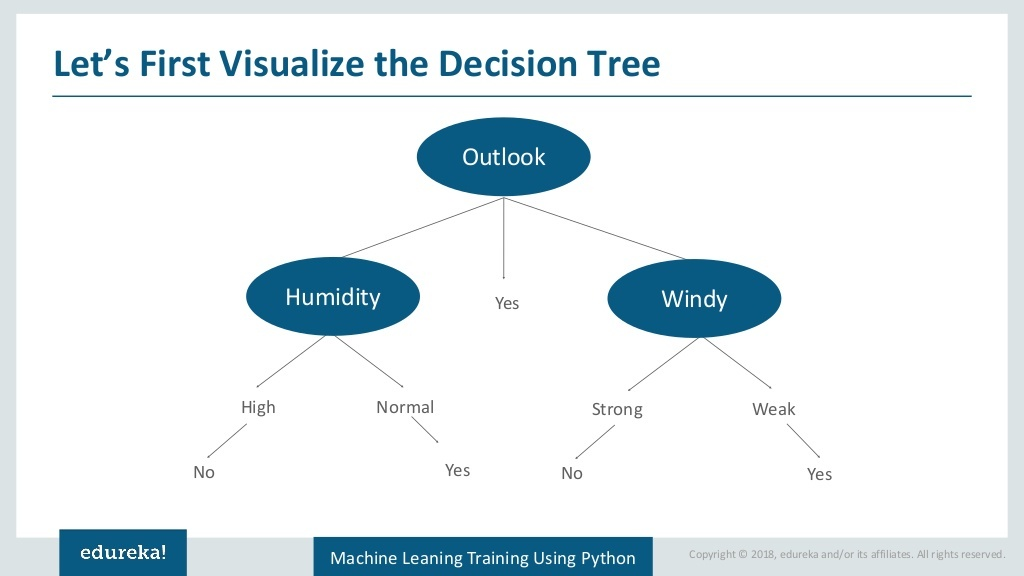 Let’s First Visualize the Decision Tree
Outlook
Humidity
Yes
Windy
High
Normal
Strong
Weak
No
Yes
No
Yes
edureka!
Machine Leaning Training Using Python
Copyright © 2018, edureka and/or its affiliates. All rights reserved.